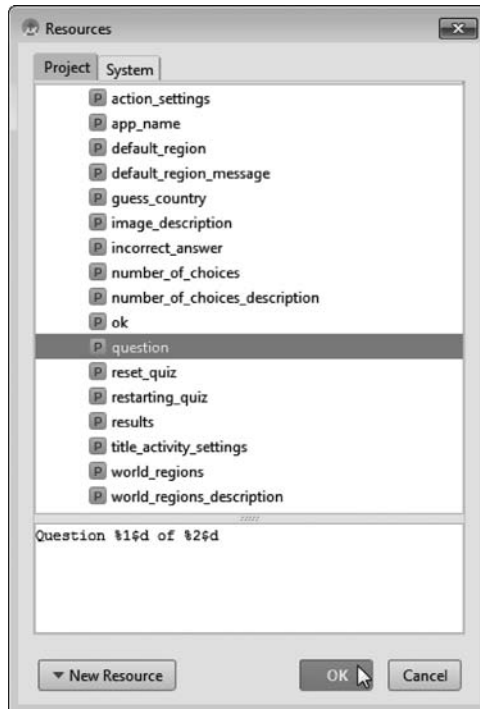 Resources
Project System
P action_settings
P app_name
P default_region
P default_region_message
P guess_country
P image_description
P incorrect_answer
P number_of_choices
P number_of_choices_description
P ok
P question
P reset_quiz
P restarting_quiz
P results
P title_activity_settings
P world_regions
P world_regions_description
Question %1$d of %2$d
New Resource OK Cancel